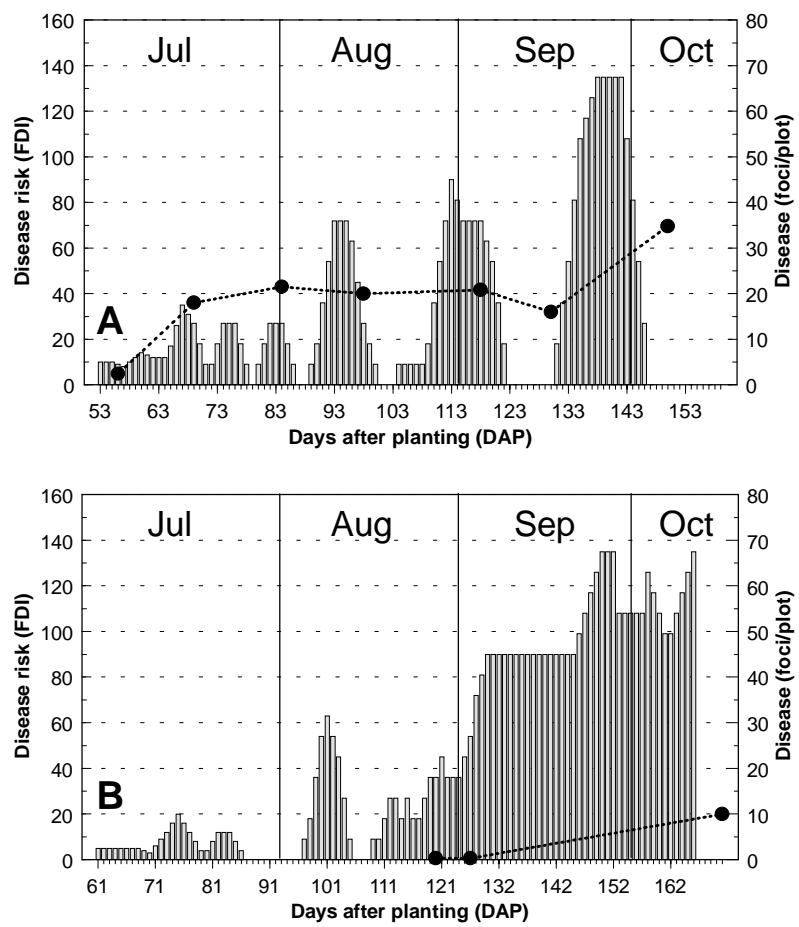 160 80
Jul Aug Sep Oct
140 70
120 60
100 50
80 40
60 30
40 20
A
20 10
0 0
Disease risk (FDI)
Disease (foci/plot)
53 63 73 83 93 103 113 123 133 143 153
Days after planting (DAP)
160 80
Jul Aug Sep Oct
140 70
120 60
100 50
80 40
60 30
40 20
B
20 10
0 0
Disease risk (FDI)
Disease (foci/plot)
61 71 81 91 101 111 121 132 142 152 162
Days after planting (DAP)